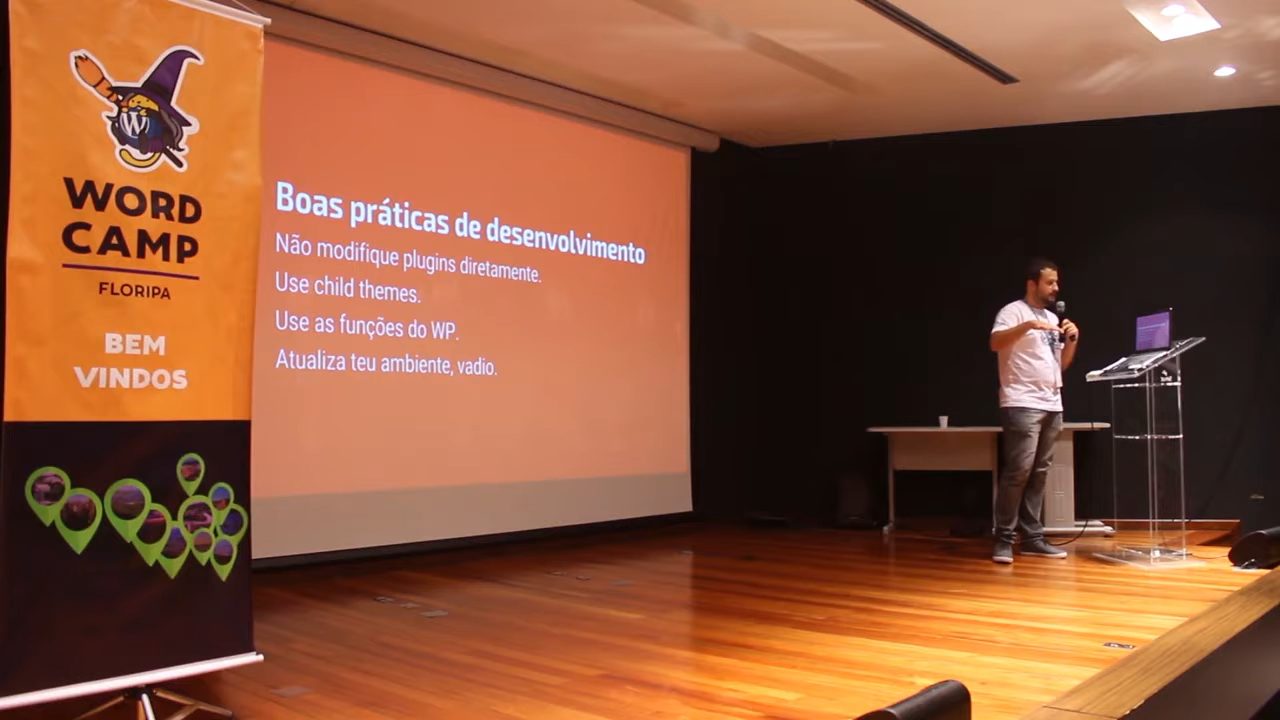 WORD
CAMP
FLORIPA
BEM
VINDOS
Boas práticas de desenvolvimento
Não modifique plugins diretamente.
Use child themes.
Use as funções do WP.
Atualiza teu ambiente, vadio.